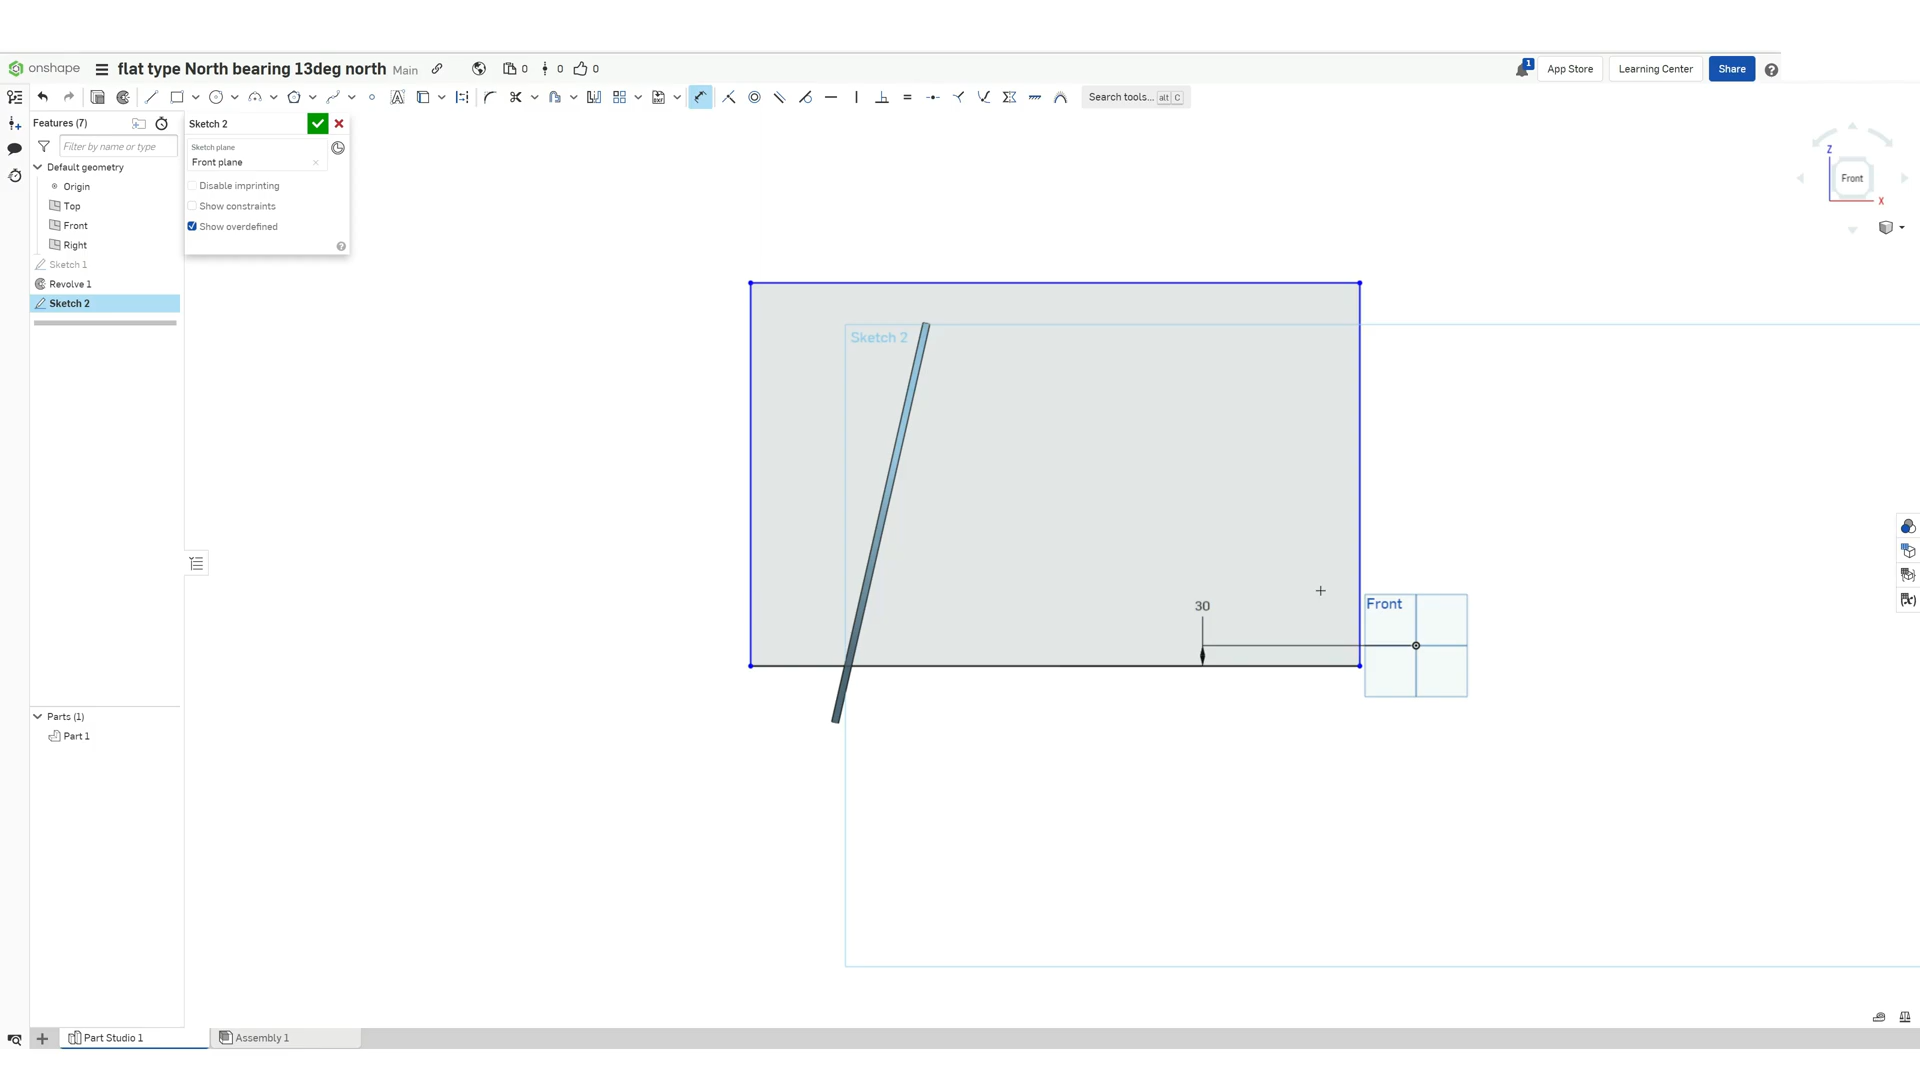 onshape flat type North bearing 13deg north Main 0 0 0 1 App Store Learning Center Share
Search tools... alt C
Features (7)
Filter by name or type
Default geometry
Origin
Top
Front
Right
Sketch 1
Revolve 1
Sketch 2
Sketch 2
Sketch plane
Front plane
Disable imprinting
Show constraints
Show overdefined
Z
Front
X
Sketch 2
30
Front
Parts (1)
Part 1
Part Studio 1
Assembly 1